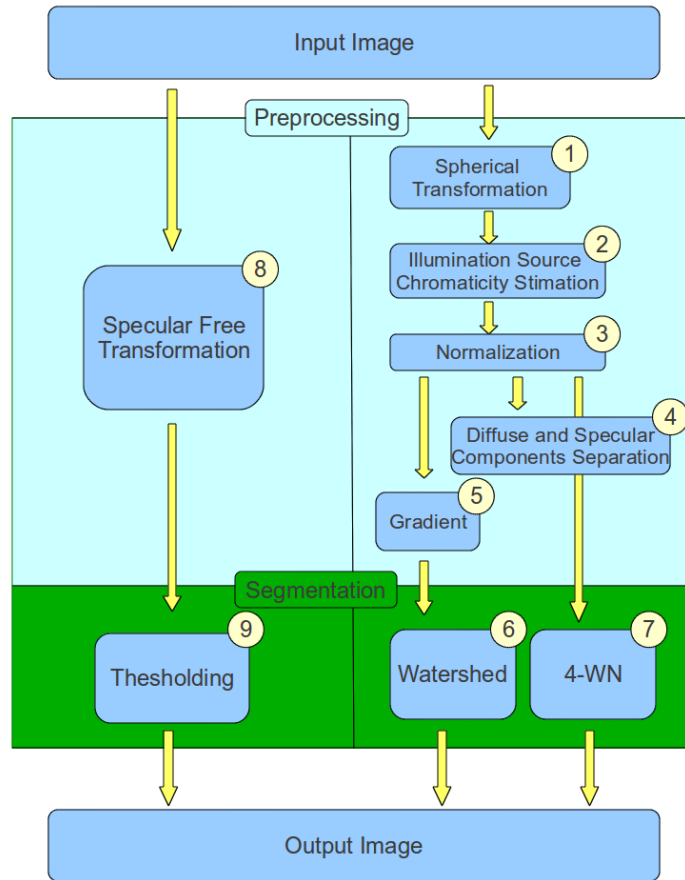 Input Image
Preprocessing
1
Spherical
Transformation
2
Illumination Source
Chromaticity Stimation
8
Specular Free
Transformation
3
Normalization
4
Diffuse and Specular
Components Separation
5
Gradient
Segmentation
9
Thesholding
6
Watershed
7
4-WN
Output Image